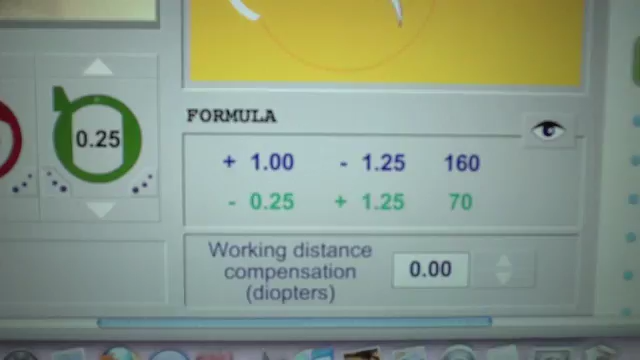 0.25
FORMULA
+ 1.00 - 1.25 160
- 0.25 + 1.25 70
Working distance
compensation
(diopters)
0.00